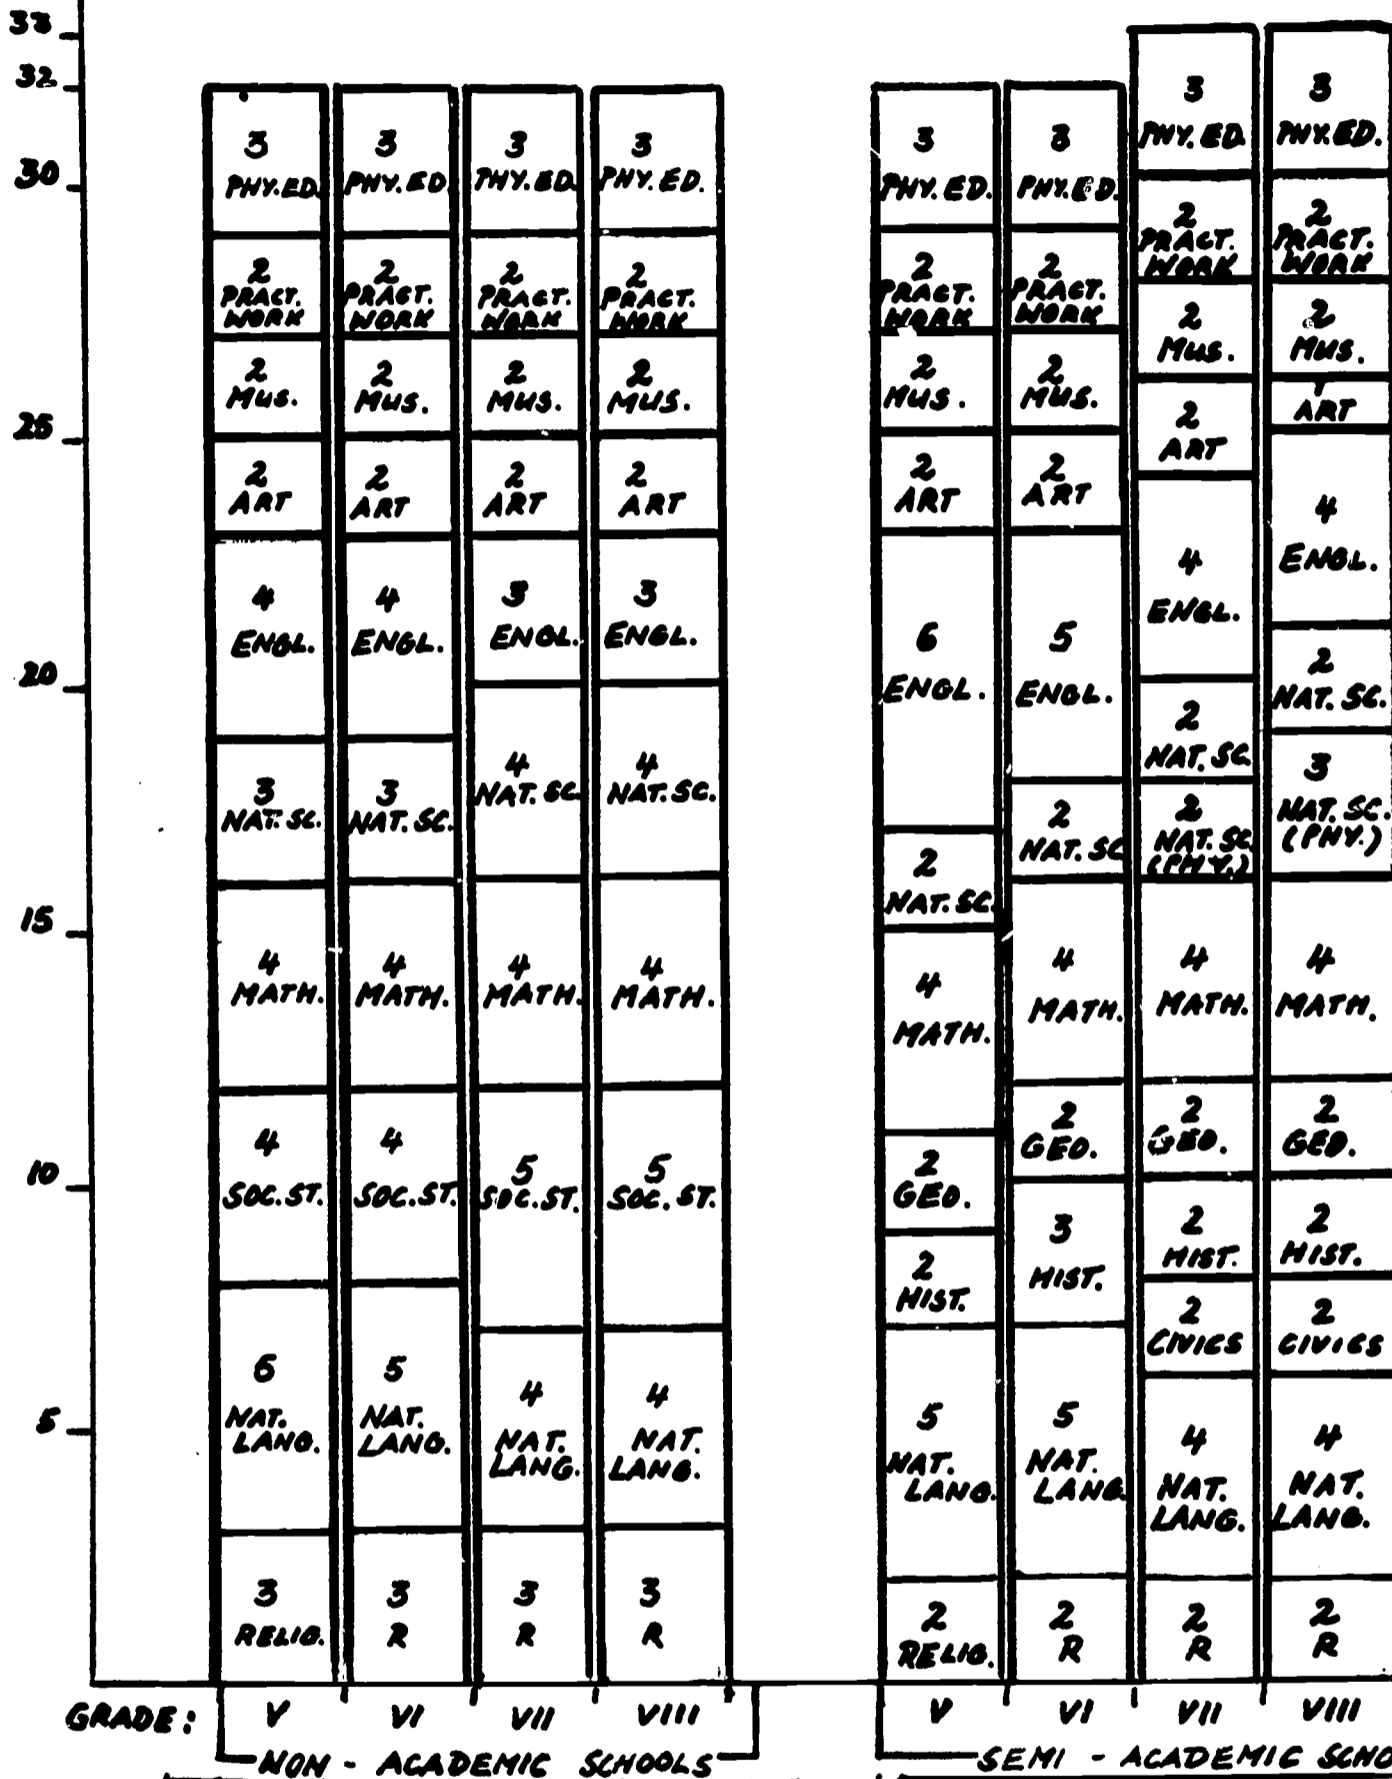 33
32
30
25
20
15
10
5
3
PHY.ED.
2
PRACT.
WORK
2
MUS.
2
ART
4
ENGL.
3
NAT. SC.
4
MATH.
4
SOC.ST.
5
NAT.
LANG.
3
RELIG.
3
PHY.ED.
2
PRACT.
WORK
2
MUS.
2
ART
4
ENGL.
3
NAT. SC.
4
MATH.
4
SOC.ST.
5
NAT.
LANG.
3
R
3
PHY.ED.
2
PRACT.
WORK
2
MUS.
2
ART
3
ENGL.
4
NAT. SC.
4
MATH.
5
SOC.ST.
4
NAT.
LANG.
3
R
3
PHY. ED.
2
PRACT.
WORK
2
MUS.
2
ART
3
ENGL.
4
NAT. SC.
4
MATH.
5
SOC. ST.
4
NAT.
LANG.
3
R
3
PHY. ED.
2
PRACT.
WORK
2
MUS.
2
ART
6
ENGL.
2
NAT. SC.
4
MATH.
2
GEO.
2
HIST.
5
NAT.
LANG.
2
RELIG.
3
PHY. ED.
2
PRACT.
WORK
2
MUS.
2
ART
5
ENGL.
2
NAT. SC
4
MATH.
2
GEO.
3
HIST.
5
NAT.
LANG.
2
R
3
PHY. ED.
2
PRACT.
WORK
2
MUS.
2
ART
4
ENGL.
2
NAT. SC.
2
NAT. SC.
(PHY.)
4
MATH.
2
GEO.
2
HIST.
2
CIVICS
4
NAT.
LANG.
2
R
3
PHY. ED.
2
PRACT.
WORK
2
MUS.
1
ART
4
ENGL.
2
NAT. SC.
3
NAT. SC.
(PHY.)
4
MATH.
2
GEO.
2
HIST.
2
CIVICS
4
NAT.
LANG.
2
R
GRADE: V VI VII VIII V VI VII VIII
NON - ACADEMIC SCHOOLS SEMI - ACADEMIC SCHO